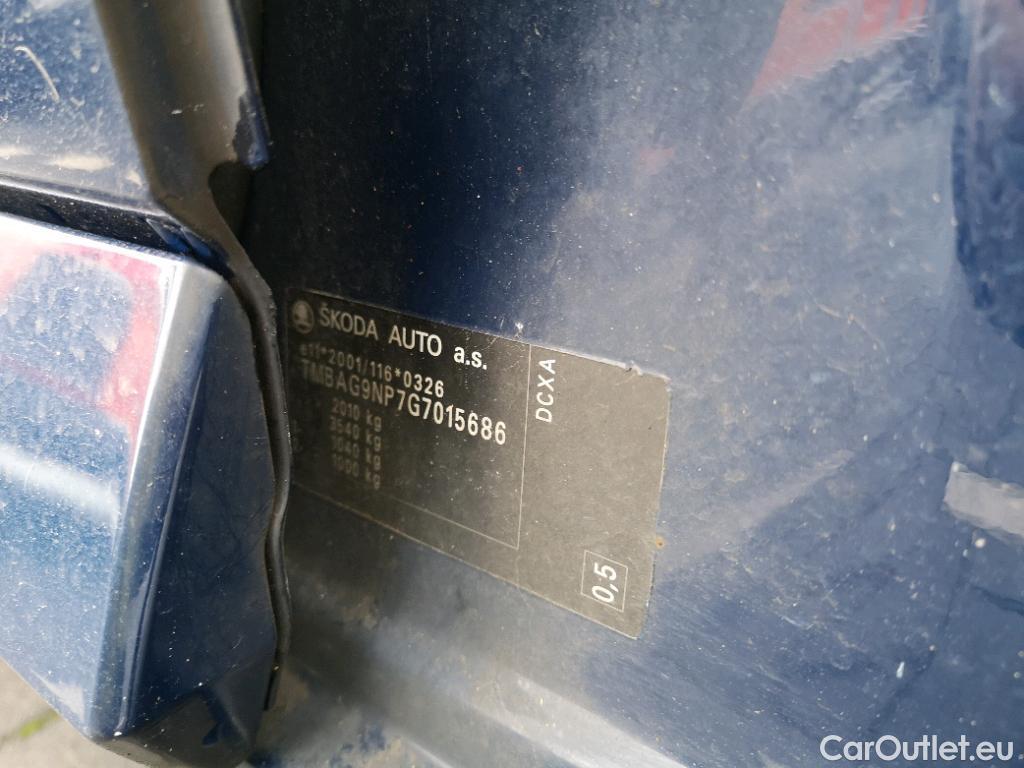 ŠKODA AUTO a.s.
e11*2001/116*0326
TMBAG9NP7G7015686
2010 kg
3540 kg
1040 kg
1000 kg
DCXA
0,5
CarOutlet.eu